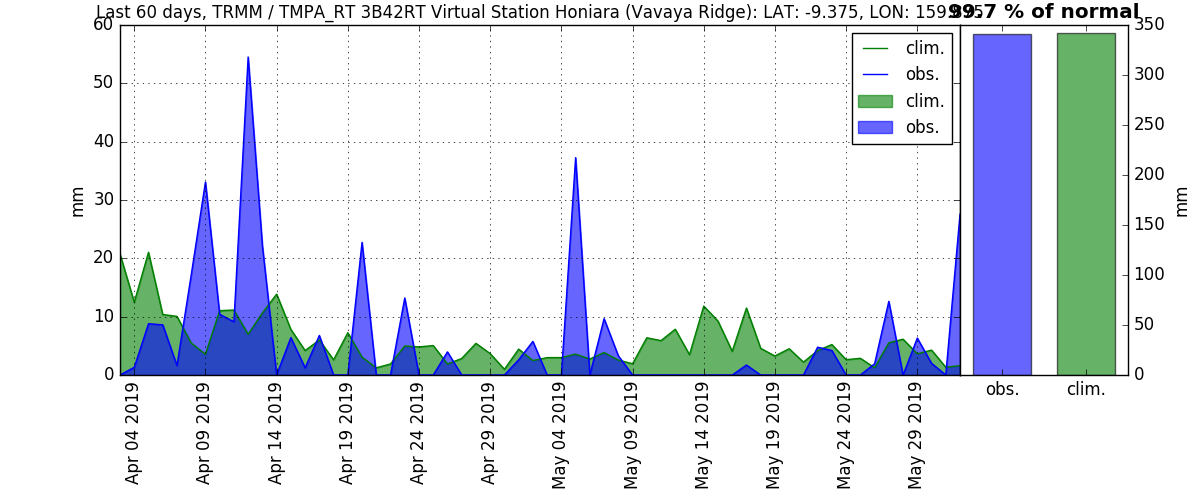 Last 60 days, TRMM / TMPA_RT 3B42RT Virtual Station Honiara (Vavaya Ridge): LAT: -9.375, LON: 159.875
99.7 % of normal
60
50
40
30
20
10
0
mm
clim.
obs.
clim.
obs.
350
300
250
200
150
100
50
0
mm
obs.
clim.
Apr 04 2019
Apr 09 2019
Apr 14 2019
Apr 19 2019
Apr 24 2019
Apr 29 2019
May 04 2019
May 09 2019
May 14 2019
May 19 2019
May 24 2019
May 29 2019